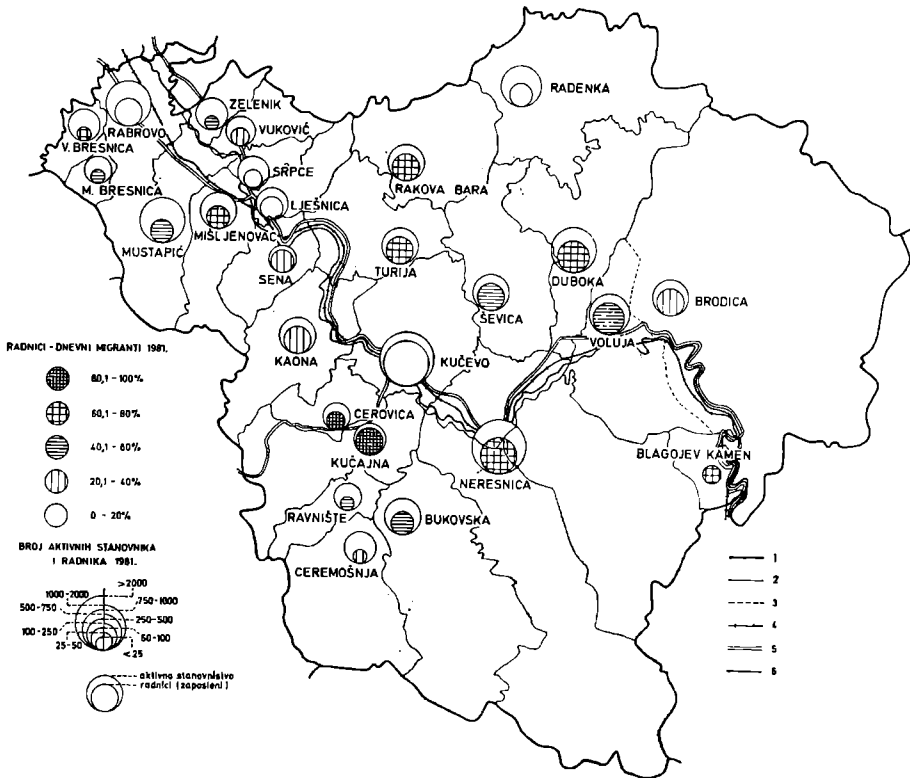 RADENKA
ZELENIK
RABROVO
VUKOVIĆ
V. BRESNICA
SRPCE
RAKOVA BARA
M. BRESNICA
LJEŠNICA
MIŠLJENOVAC
MUSTAPIĆ
SENA
TURIJA
DUBOKA
ŠEVICA
BRODICA
VOLUJA
KAONA
KUČEVO
CEROVICA
KUČAJNA
NERESNICA
BLAGOJEV KAMEN
RAVNIŠTE
BUKOVSKA
CEREMOŠNJA
RADNICI - DNEVNI MIGRANTI 1981.
80,1 - 100%
60,1 - 80%
40,1 - 60%
20,1 - 40%
0 - 20%
BROJ AKTIVNIH STANOVNIKA
I RADNIKA 1981.
>2000
1000-2000
750-1000
500-750
250-500
100-250
50-100
25-50
<25
aktivno stanovništvo
radnici (zaposleni)
1
2
3
4
5
6